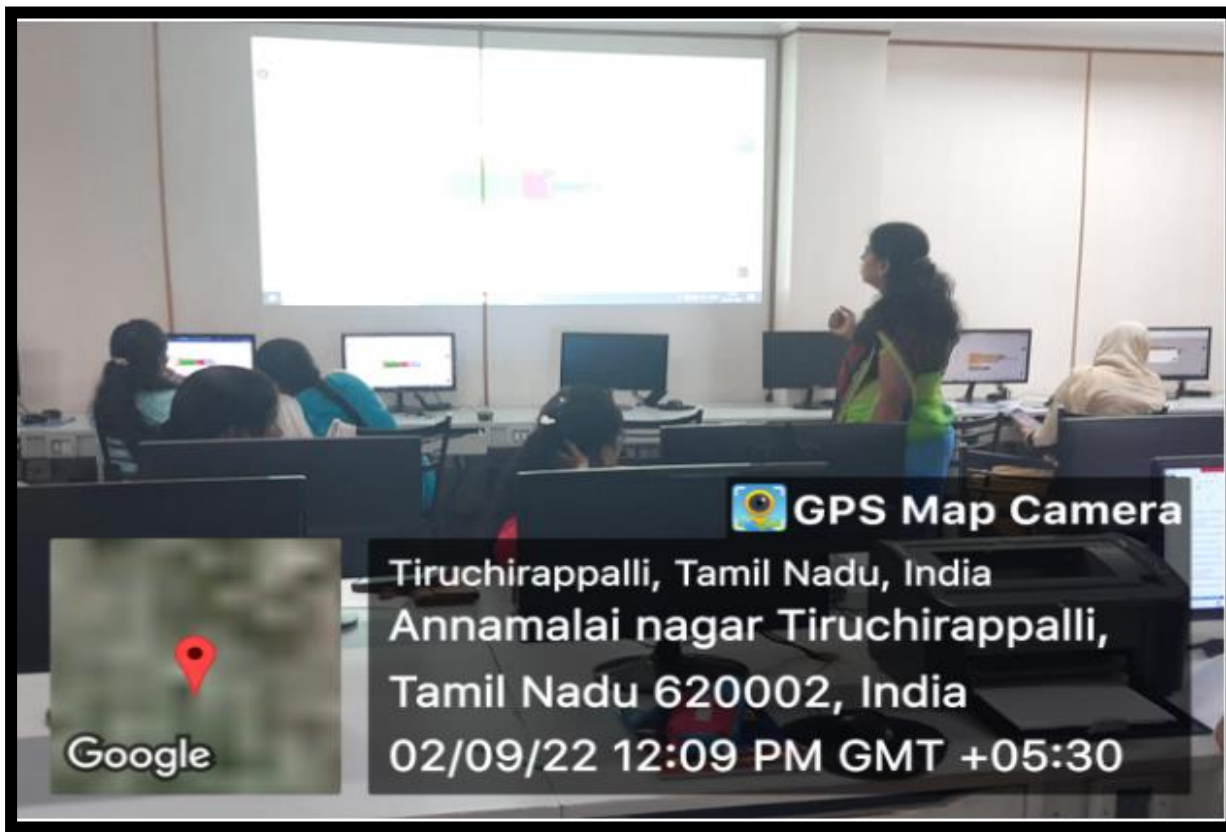 GPS Map Camera
Tiruchirappalli, Tamil Nadu, India
Annamalai nagar Tiruchirappalli,
Tamil Nadu 620002, India
02/09/22 12:09 PM GMT +05:30
Google